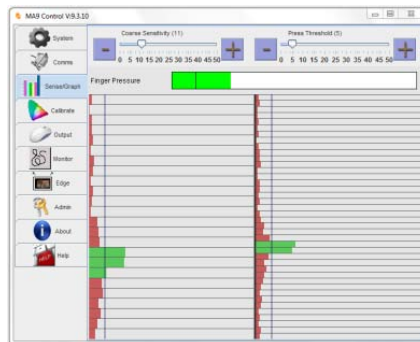 MA9 Control V:9.3.10
System
Comms
Sense/Graph
Calibrate
Output
Monitor
Edge
Admin
About
HELP
Help
Coarse Sensitivity (11)
0 5 10 15 20 25 30 35 40 45 50
Press Threshold (5)
0 5 10 15 20 25 30 35 40 45 50
Finger Pressure